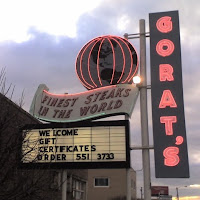 GORAT'S
FINEST STEAKS
IN THE WORLD
WELCOME
GIFT
CERTIFICATES
ORDER 551 3733